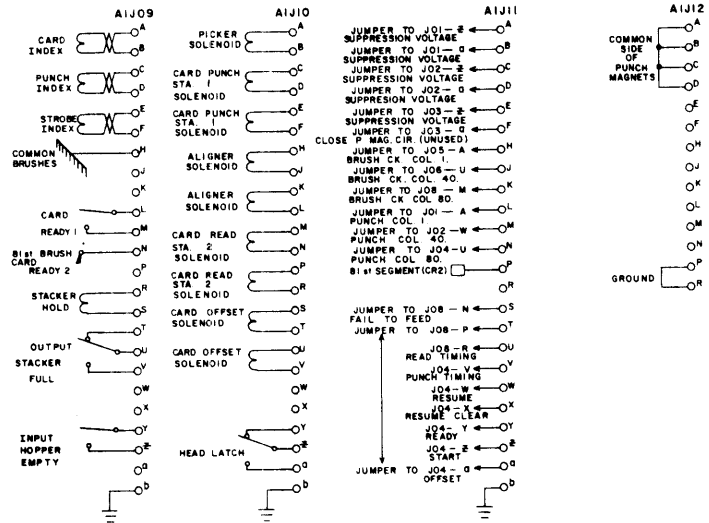 A1J09
CARD
INDEX
A
B
PUNCH
INDEX
C
D
STROBE
INDEX
E
F
COMMON
BRUSHES
H
J
K
CARD
L
READY 1
M
81st BRUSH
CARD
READY 2
N
P
STACKER
HOLD
R
S
T
OUTPUT
U
STACKER
FULL
V
W
X
INPUT
HOPPER
EMPTY
Y
Z
a
b
A1J10
PICKER
SOLENOID
A
B
CARD PUNCH
STA. 1
SOLENOID
C
D
CARD PUNCH
STA. 1
SOLENOID
E
F
ALIGNER
SOLENOID
H
J
ALIGNER
SOLENOID
K
L
CARD READ
STA. 2
SOLENOID
M
N
CARD READ
STA 2
SOLENOID
P
R
CARD OFFSET
SOLENOID
S
T
CARD OFFSET
SOLENOID
U
V
W
X
HEAD LATCH
Y
Z
a
b
A1J11
JUMPER TO J01-Z A
SUPPRESSION VOLTAGE
JUMPER TO J01-a B
SUPPRESSION VOLTAGE
JUMPER TO J02-Z C
SUPPRESSION VOLTAGE
JUMPER TO J02-a D
SUPPRESION VOLTAGE
JUMPER TO J03-Z E
SUPPRESSION VOLTAGE
JUMPER TO J03-a F
CLOSE P MAG. CIR. (UNUSED)
JUMPER TO J05-A H
BRUSH CK. COL. 1.
JUMPER TO J06-U J
BRUSH CK. COL. 40.
JUMPER TO J08-M K
BRUSH CK COL 80.
JUMPER TO J01-A L
PUNCH COL. 1.
JUMPER TO J02-W M
PUNCH COL. 40.
JUMPER TO J04-U N
PUNCH COL 80.
81st SEGMENT (CR2) P
R
JUMPER TO J08-N S
FAIL TO FEED
JUMPER TO J08-P T
J08-R U
READ TIMING
J04-V V
PUNCH TIMING
J04-W W
RESUME
J04-X X
RESUME CLEAR
J04-Y Y
READY
J04-Z Z
START
JUMPER TO J04-a a
OFFSET
b
A1J12
COMMON
SIDE
OF
PUNCH
MAGNETS
A
B
C
D
E
F
H
J
K
L
M
N
GROUND
P
R